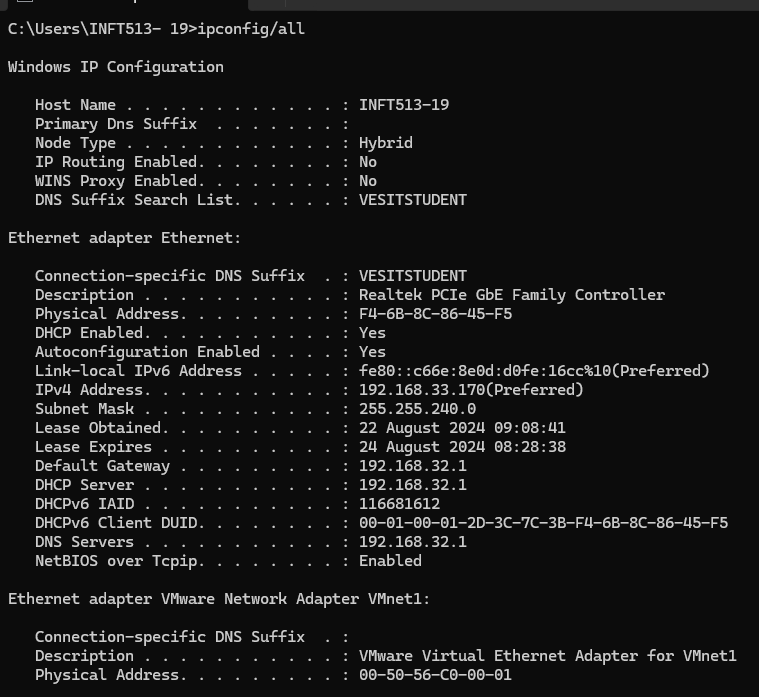 C:\Users\INFT513- 19>ipconfig/all
Windows IP Configuration
Host Name . . . . . . . . . . . . : INFT513-19
Primary Dns Suffix  . . . . . . . :
Node Type . . . . . . . . . . . . : Hybrid
IP Routing Enabled. . . . . . . . : No
WINS Proxy Enabled. . . . . . . . : No
DNS Suffix Search List. . . . . . : VESITSTUDENT
Ethernet adapter Ethernet:
Connection-specific DNS Suffix  . : VESITSTUDENT
Description . . . . . . . . . . . : Realtek PCIe GbE Family Controller
Physical Address. . . . . . . . . : F4-6B-8C-86-45-F5
DHCP Enabled. . . . . . . . . . . : Yes
Autoconfiguration Enabled . . . . : Yes
Link-local IPv6 Address . . . . . : fe80::c66e:8e0d:d0fe:16cc%10(Preferred)
IPv4 Address. . . . . . . . . . . : 192.168.33.170(Preferred)
Subnet Mask . . . . . . . . . . . : 255.255.240.0
Lease Obtained. . . . . . . . . . : 22 August 2024 09:08:41
Lease Expires . . . . . . . . . . : 24 August 2024 08:28:38
Default Gateway . . . . . . . . . : 192.168.32.1
DHCP Server . . . . . . . . . . . : 192.168.32.1
DHCPv6 IAID . . . . . . . . . . . : 116681612
DHCPv6 Client DUID. . . . . . . . : 00-01-00-01-2D-3C-7C-3B-F4-6B-8C-86-45-F5
DNS Servers . . . . . . . . . . . : 192.168.32.1
NetBIOS over Tcpip. . . . . . . . : Enabled
Ethernet adapter VMware Network Adapter VMnet1:
Connection-specific DNS Suffix  . :
Description . . . . . . . . . . . : VMware Virtual Ethernet Adapter for VMnet1
Physical Address. . . . . . . . . : 00-50-56-C0-00-01